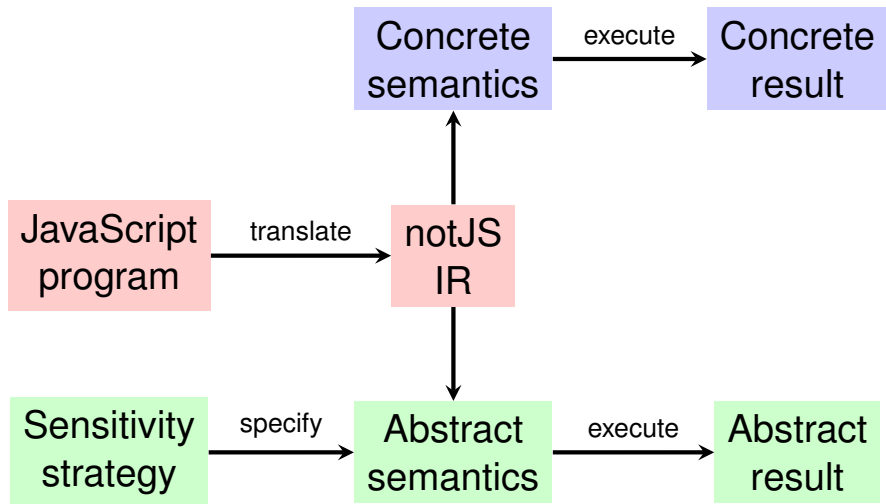 Concrete
semantics
execute
Concrete
result
JavaScript
program
translate
notJS
IR
Sensitivity
strategy
specify
Abstract
semantics
execute
Abstract
result